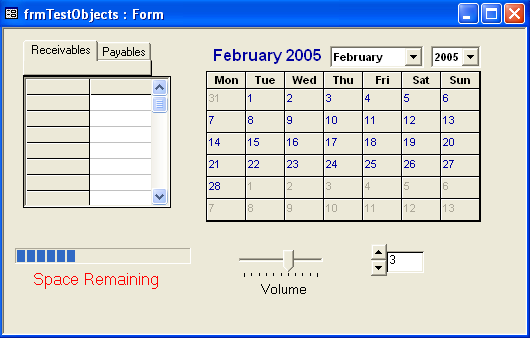 frmTestObjects : Form
Receivables Payables
February 2005 February 2005
Mon Tue Wed Thu Fri Sat Sun
31 1 2 3 4 5 6
7 8 9 10 11 12 13
14 15 16 17 18 19 20
21 22 23 24 25 26 27
28 1 2 3 4 5 6
7 8 9 10 11 12 13
3
Space Remaining
Volume